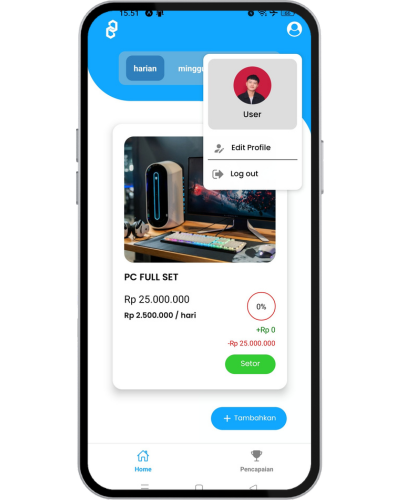 15.51
harian
User
Edit Profile
Log out
PC FULL SET
Rp 25.000.000
Rp 2.500.000 / hari
0%
+Rp 0
-Rp 25.000.000
Setor
+ Tambahkan
Home
Pencapaian